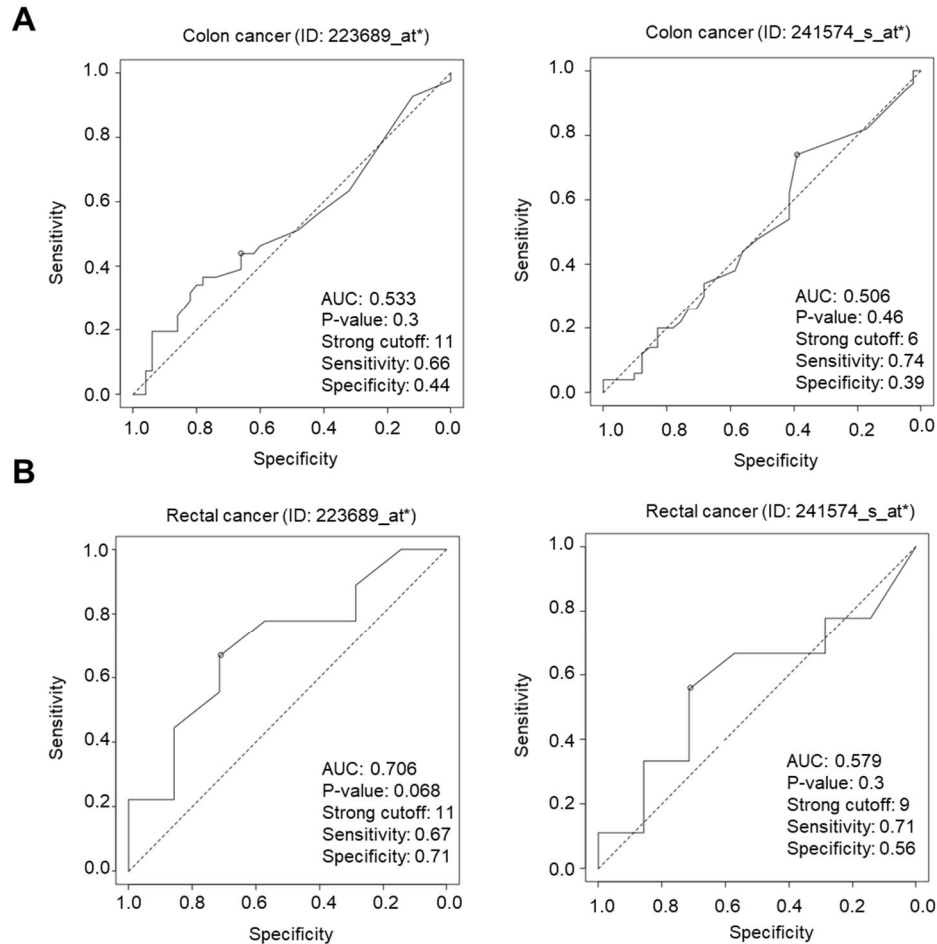 A
Colon cancer (ID: 223689_at*)
1.0
0.8
0.6
0.4
0.2
0.0
Sensitivity
AUC: 0.533
P-value: 0.3
Strong cutoff: 11
Sensitivity: 0.66
Specificity: 0.44
1.0 0.8 0.6 0.4 0.2 0.0
Specificity
Colon cancer (ID: 241574_s_at*)
1.0
0.8
0.6
0.4
0.2
0.0
Sensitivity
AUC: 0.506
P-value: 0.46
Strong cutoff: 6
Sensitivity: 0.74
Specificity: 0.39
1.0 0.8 0.6 0.4 0.2 0.0
Specificity
B
Rectal cancer (ID: 223689_at*)
1.0
0.8
0.6
0.4
0.2
0.0
Sensitivity
AUC: 0.706
P-value: 0.068
Strong cutoff: 11
Sensitivity: 0.67
Specificity: 0.71
1.0 0.8 0.6 0.4 0.2 0.0
Specificity
Rectal cancer (ID: 241574_s_at*)
1.0
0.8
0.6
0.4
0.2
0.0
Sensitivity
AUC: 0.579
P-value: 0.3
Strong cutoff: 9
Sensitivity: 0.71
Specificity: 0.56
1.0 0.8 0.6 0.4 0.2 0.0
Specificity